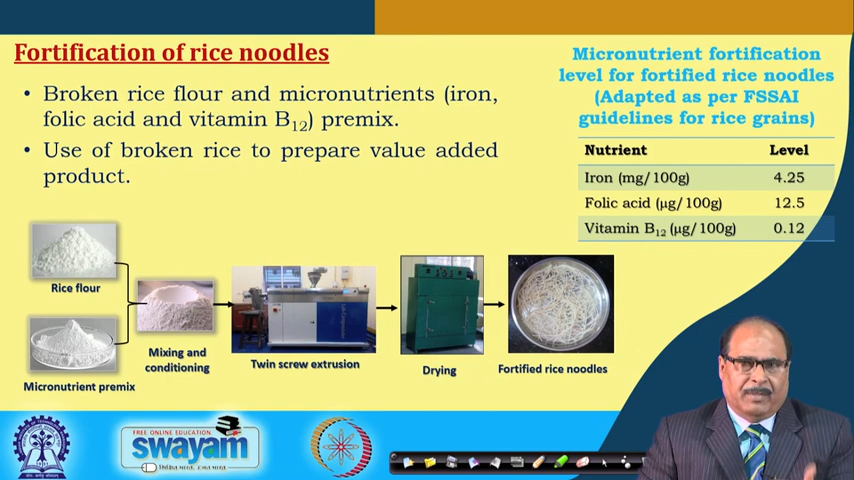 Fortification of rice noodles
• Broken rice flour and micronutrients (iron,
folic acid and vitamin B12) premix.
• Use of broken rice to prepare value added
product.
Micronutrient fortification
level for fortified rice noodles
(Adapted as per FSSAI
guidelines for rice grains)
Nutrient Level
Iron (mg/100g) 4.25
Folic acid (µg/100g) 12.5
Vitamin B12 (µg/100g) 0.12
Rice flour
Micronutrient premix
Mixing and
conditioning
Twin screw extrusion
Drying
Fortified rice noodles
FREE ONLINE EDUCATION
swayam